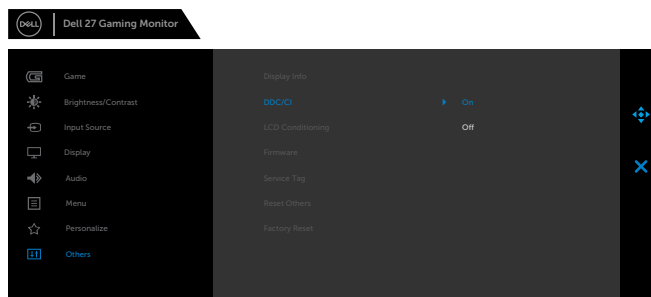 DELL
Dell 27 Gaming Monitor
Game
Brightness/Contrast
Input Source
Display
Audio
Menu
Personalize
Others
Display Info
DDC/CI
On
Off
LCD Conditioning
Firmware
Service Tag
Reset Others
Factory Reset